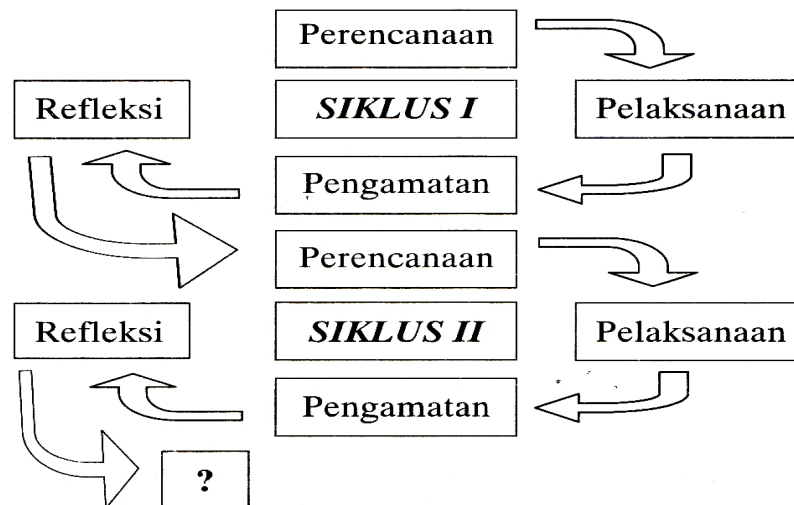 Perencanaan
Refleksi
SIKLUS I
Pelaksanaan
Pengamatan
Perencanaan
Refleksi
SIKLUS II
Pelaksanaan
Pengamatan
?